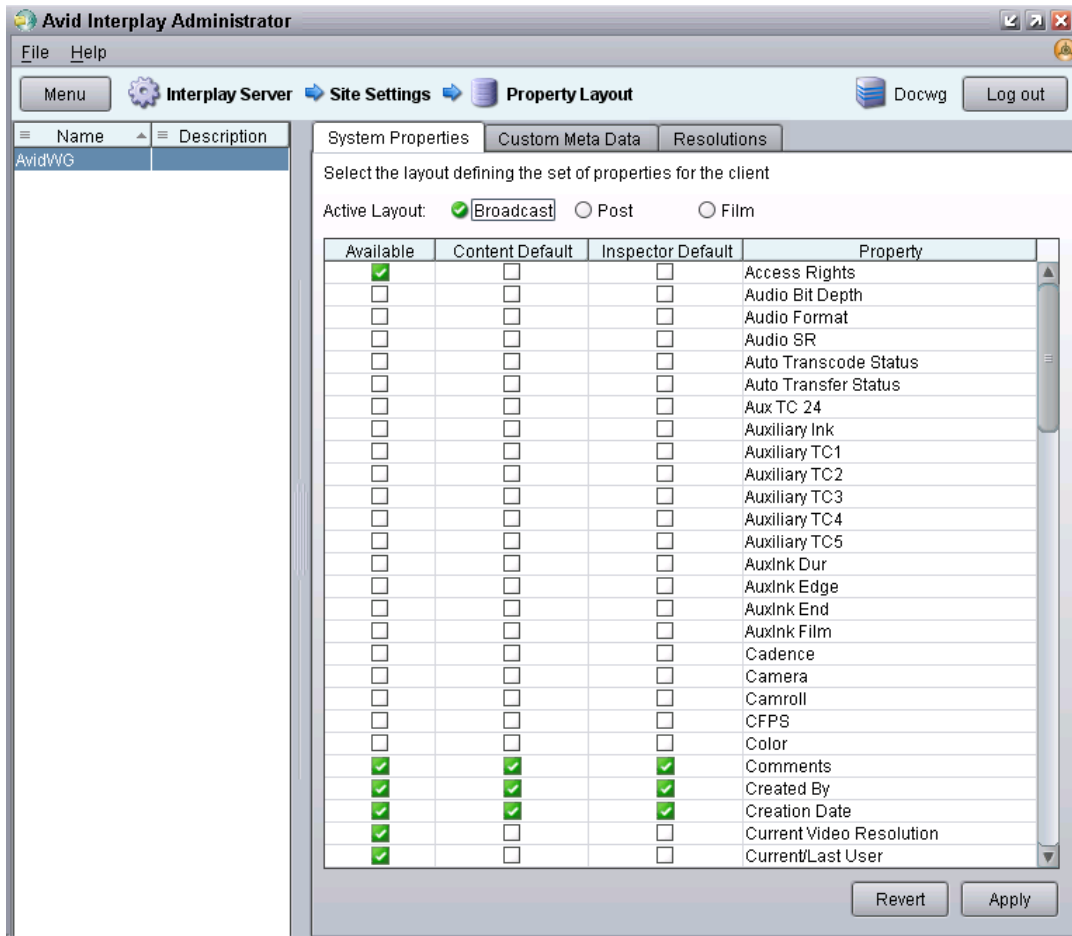 Avid Interplay Administrator
File Help
Menu Interplay Server Site Settings Property Layout Docwg Log out
Name Description
AvidWG
System Properties Custom Meta Data Resolutions
Select the layout defining the set of properties for the client
Active Layout: Broadcast Post Film
Available Content Default Inspector Default Property
Access Rights
Audio Bit Depth
Audio Format
Audio SR
Auto Transcode Status
Auto Transfer Status
Aux TC 24
Auxiliary Ink
Auxiliary TC1
Auxiliary TC2
Auxiliary TC3
Auxiliary TC4
Auxiliary TC5
AuxInk Dur
AuxInk Edge
AuxInk End
AuxInk Film
Cadence
Camera
Camroll
CFPS
Color
Comments
Created By
Creation Date
Current Video Resolution
Current/Last User
Revert Apply